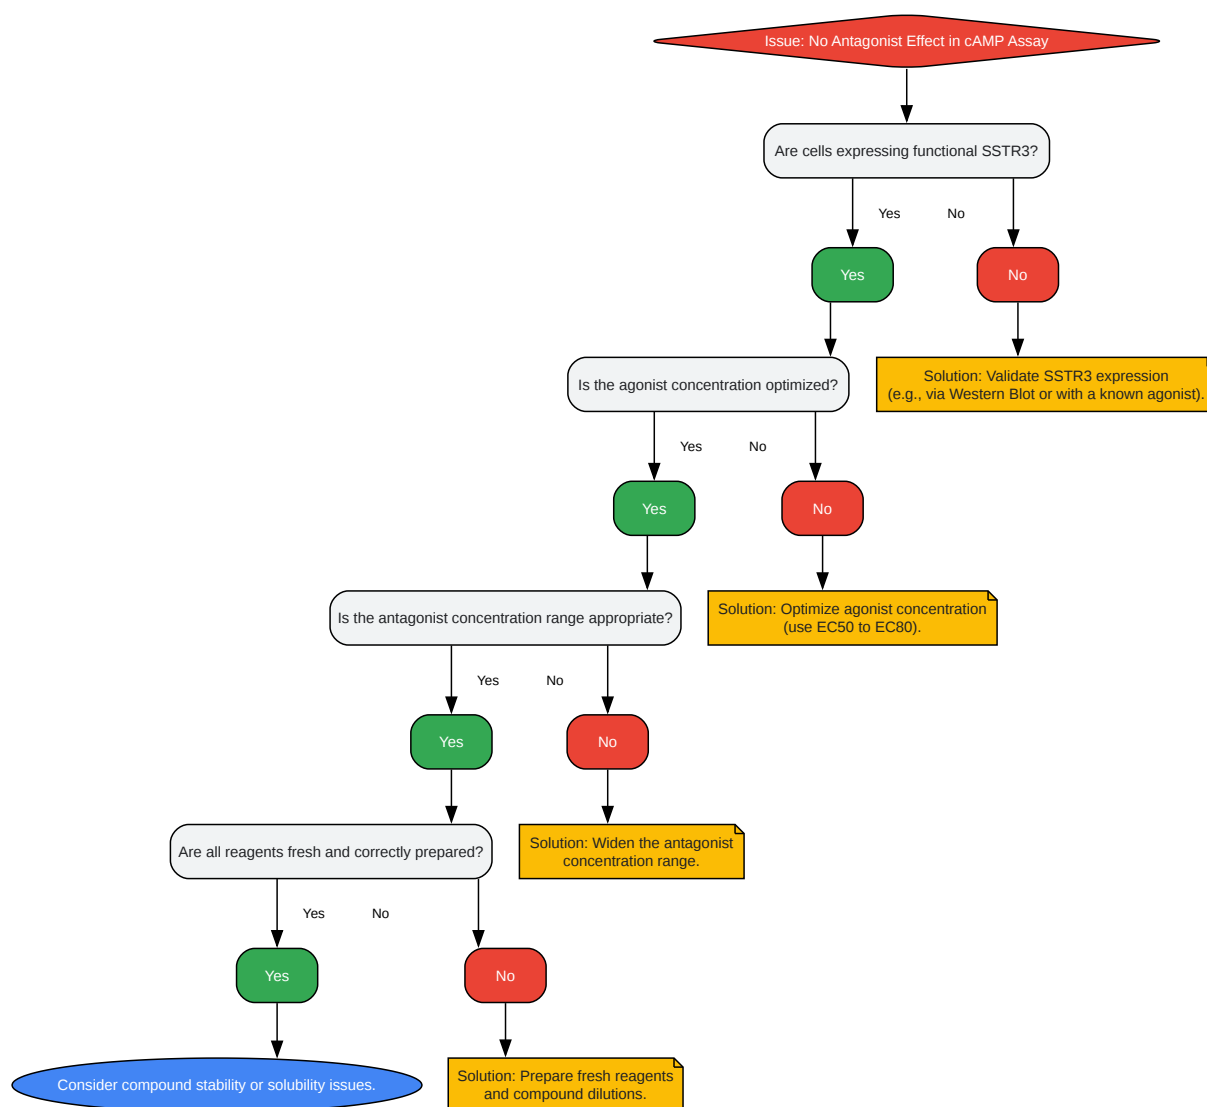 Issue: No Antagonist Effect in cAMP Assay
Are cells expressing functional SSTR3?
Yes
No
Yes
No
Is the agonist concentration optimized?
Solution: Validate SSTR3 expression
(e.g., via Western Blot or with a known agonist).
Yes
No
Yes
No
Is the antagonist concentration range appropriate?
Solution: Optimize agonist concentration
(use EC50 to EC80).
Yes
No
Yes
No
Are all reagents fresh and correctly prepared?
Solution: Widen the antagonist
concentration range.
Yes
No
Yes
No
Consider compound stability or solubility issues.
Solution: Prepare fresh reagents
and compound dilutions.